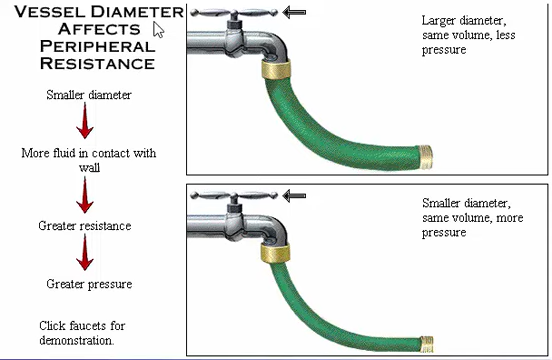 VESSEL DIAMETER
AFFECTS
PERIPHERAL
RESISTANCE
Smaller diameter
More fluid in contact with
wall
Greater resistance
Greater pressure
Click faucets for
demonstration.
Larger diameter,
same volume, less
pressure
Smaller diameter,
same volume, more
pressure